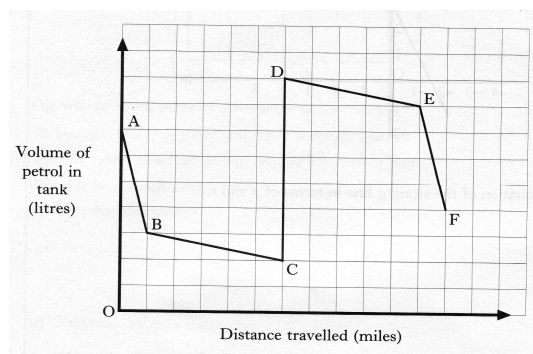 D
E
A
Volume of
petrol in
tank
(litres)
B
F
C
O
Distance travelled (miles)